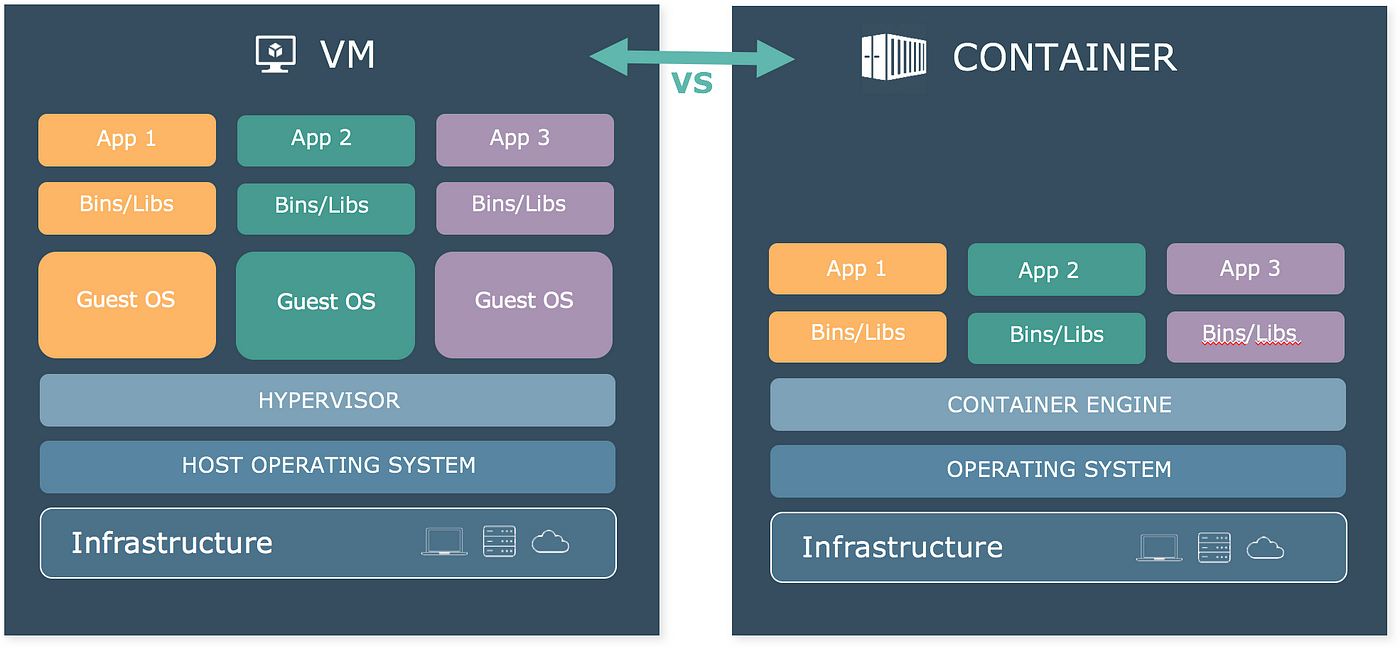 VM
VS
CONTAINER
App 1
App 2
App 3
Bins/Libs
Bins/Libs
Bins/Libs
Guest OS
Guest OS
Guest OS
HYPERVISOR
HOST OPERATING SYSTEM
Infrastructure
App 1
App 2
App 3
Bins/Libs
Bins/Libs
Bins/Libs
CONTAINER ENGINE
OPERATING SYSTEM
Infrastructure